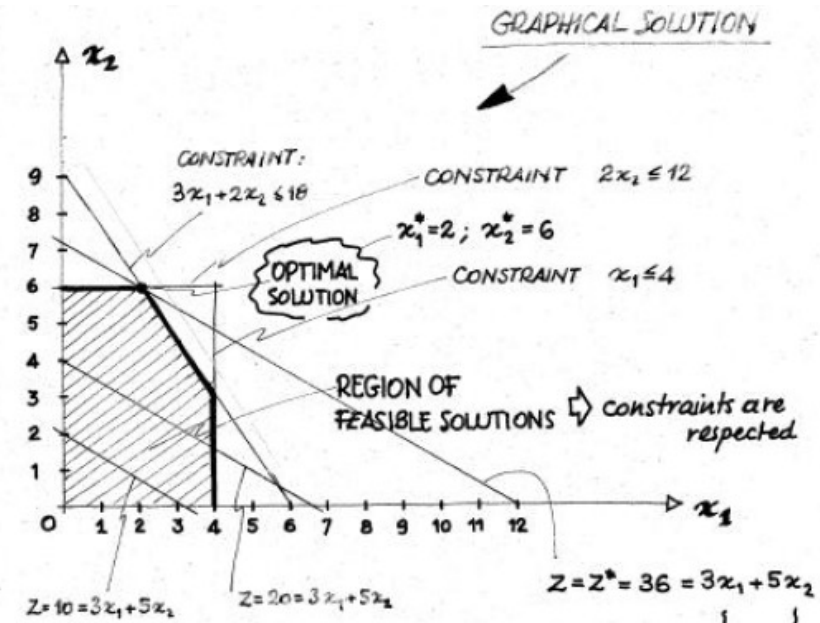 GRAPHICAL SOLUTION
x₂
CONSTRAINT:
3x₁+2x₂≤18
CONSTRAINT 2x₂≤12
x₁*=2; x₂*=6
OPTIMAL
SOLUTION
CONSTRAINT x₁≤4
REGION OF
FEASIBLE SOLUTIONS ⇨ constraints are
respected
9
8
7
6
5
4
3
2
1
0 1 2 3 4 5 6 7 8 9 10 11 12 x₁
Z=10=3x₁+5x₂
Z=20=3x₁+5x₂
Z=Z*=36=3x₁+5x₂